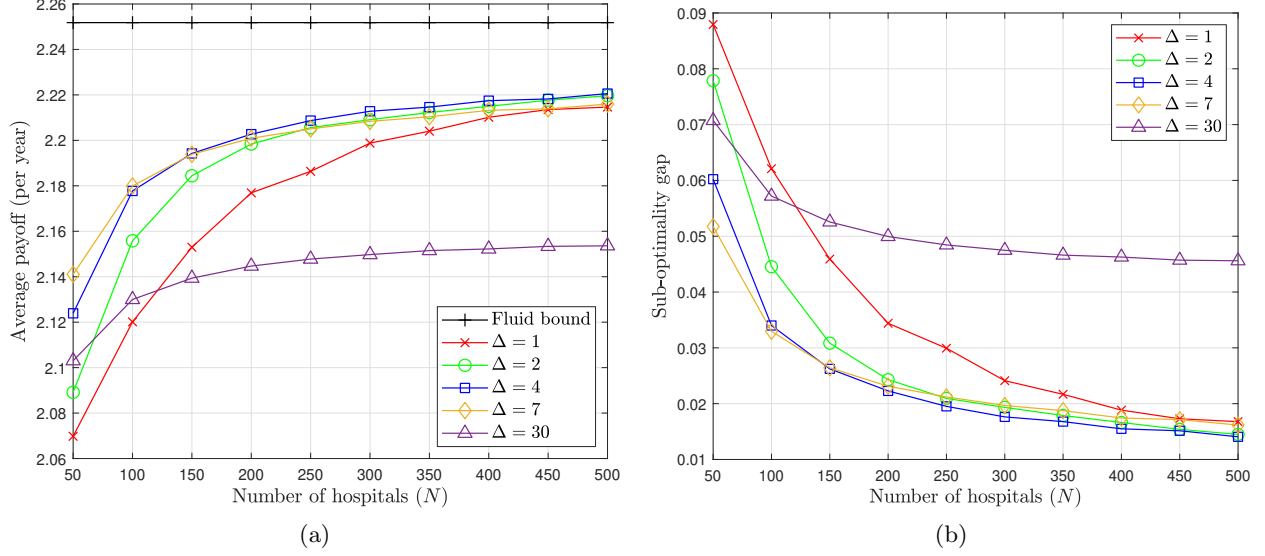 2.26
2.24
2.22
2.2
2.18
2.16
2.14
2.12
2.1
2.08
2.06
Average payoff (per year)
Fluid bound
Δ = 1
Δ = 2
Δ = 4
Δ = 7
Δ = 30
50 100 150 200 250 300 350 400 450 500
Number of hospitals (N)
(a)
0.09
0.08
0.07
0.06
0.05
0.04
0.03
0.02
0.01
Sub-optimality gap
Δ = 1
Δ = 2
Δ = 4
Δ = 7
Δ = 30
50 100 150 200 250 300 350 400 450 500
Number of hospitals (N)
(b)